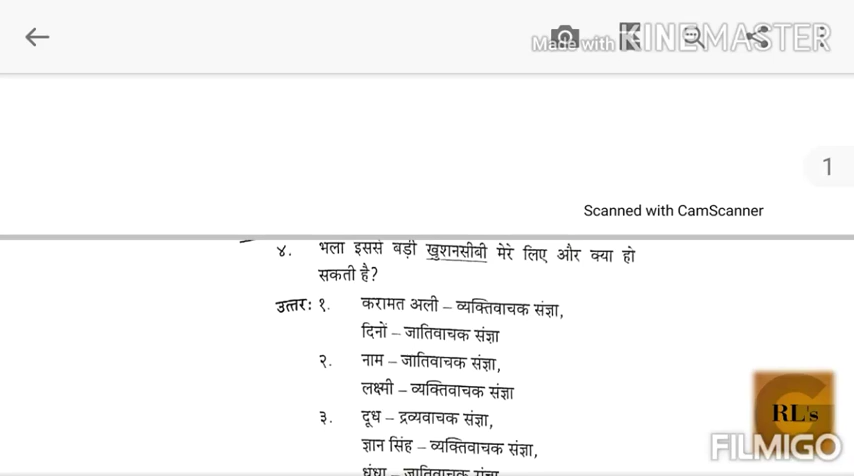 Made with KINEMASTER
1
Scanned with CamScanner
४. भला इससे बड़ी खुशनसीबी मेरे लिए और क्या हो
सकती है?
उत्तर: १. करामत अली – व्यक्तिवाचक संज्ञा,
दिनों – जातिवाचक संज्ञा
२. नाम – जातिवाचक संज्ञा,
लक्ष्मी – व्यक्तिवाचक संज्ञा
३. दूध – द्रव्यवाचक संज्ञा,
ज्ञान सिंह – व्यक्तिवाचक संज्ञा,
धंधा – जातिवाचक संज्ञा
RL's
FILMIGO